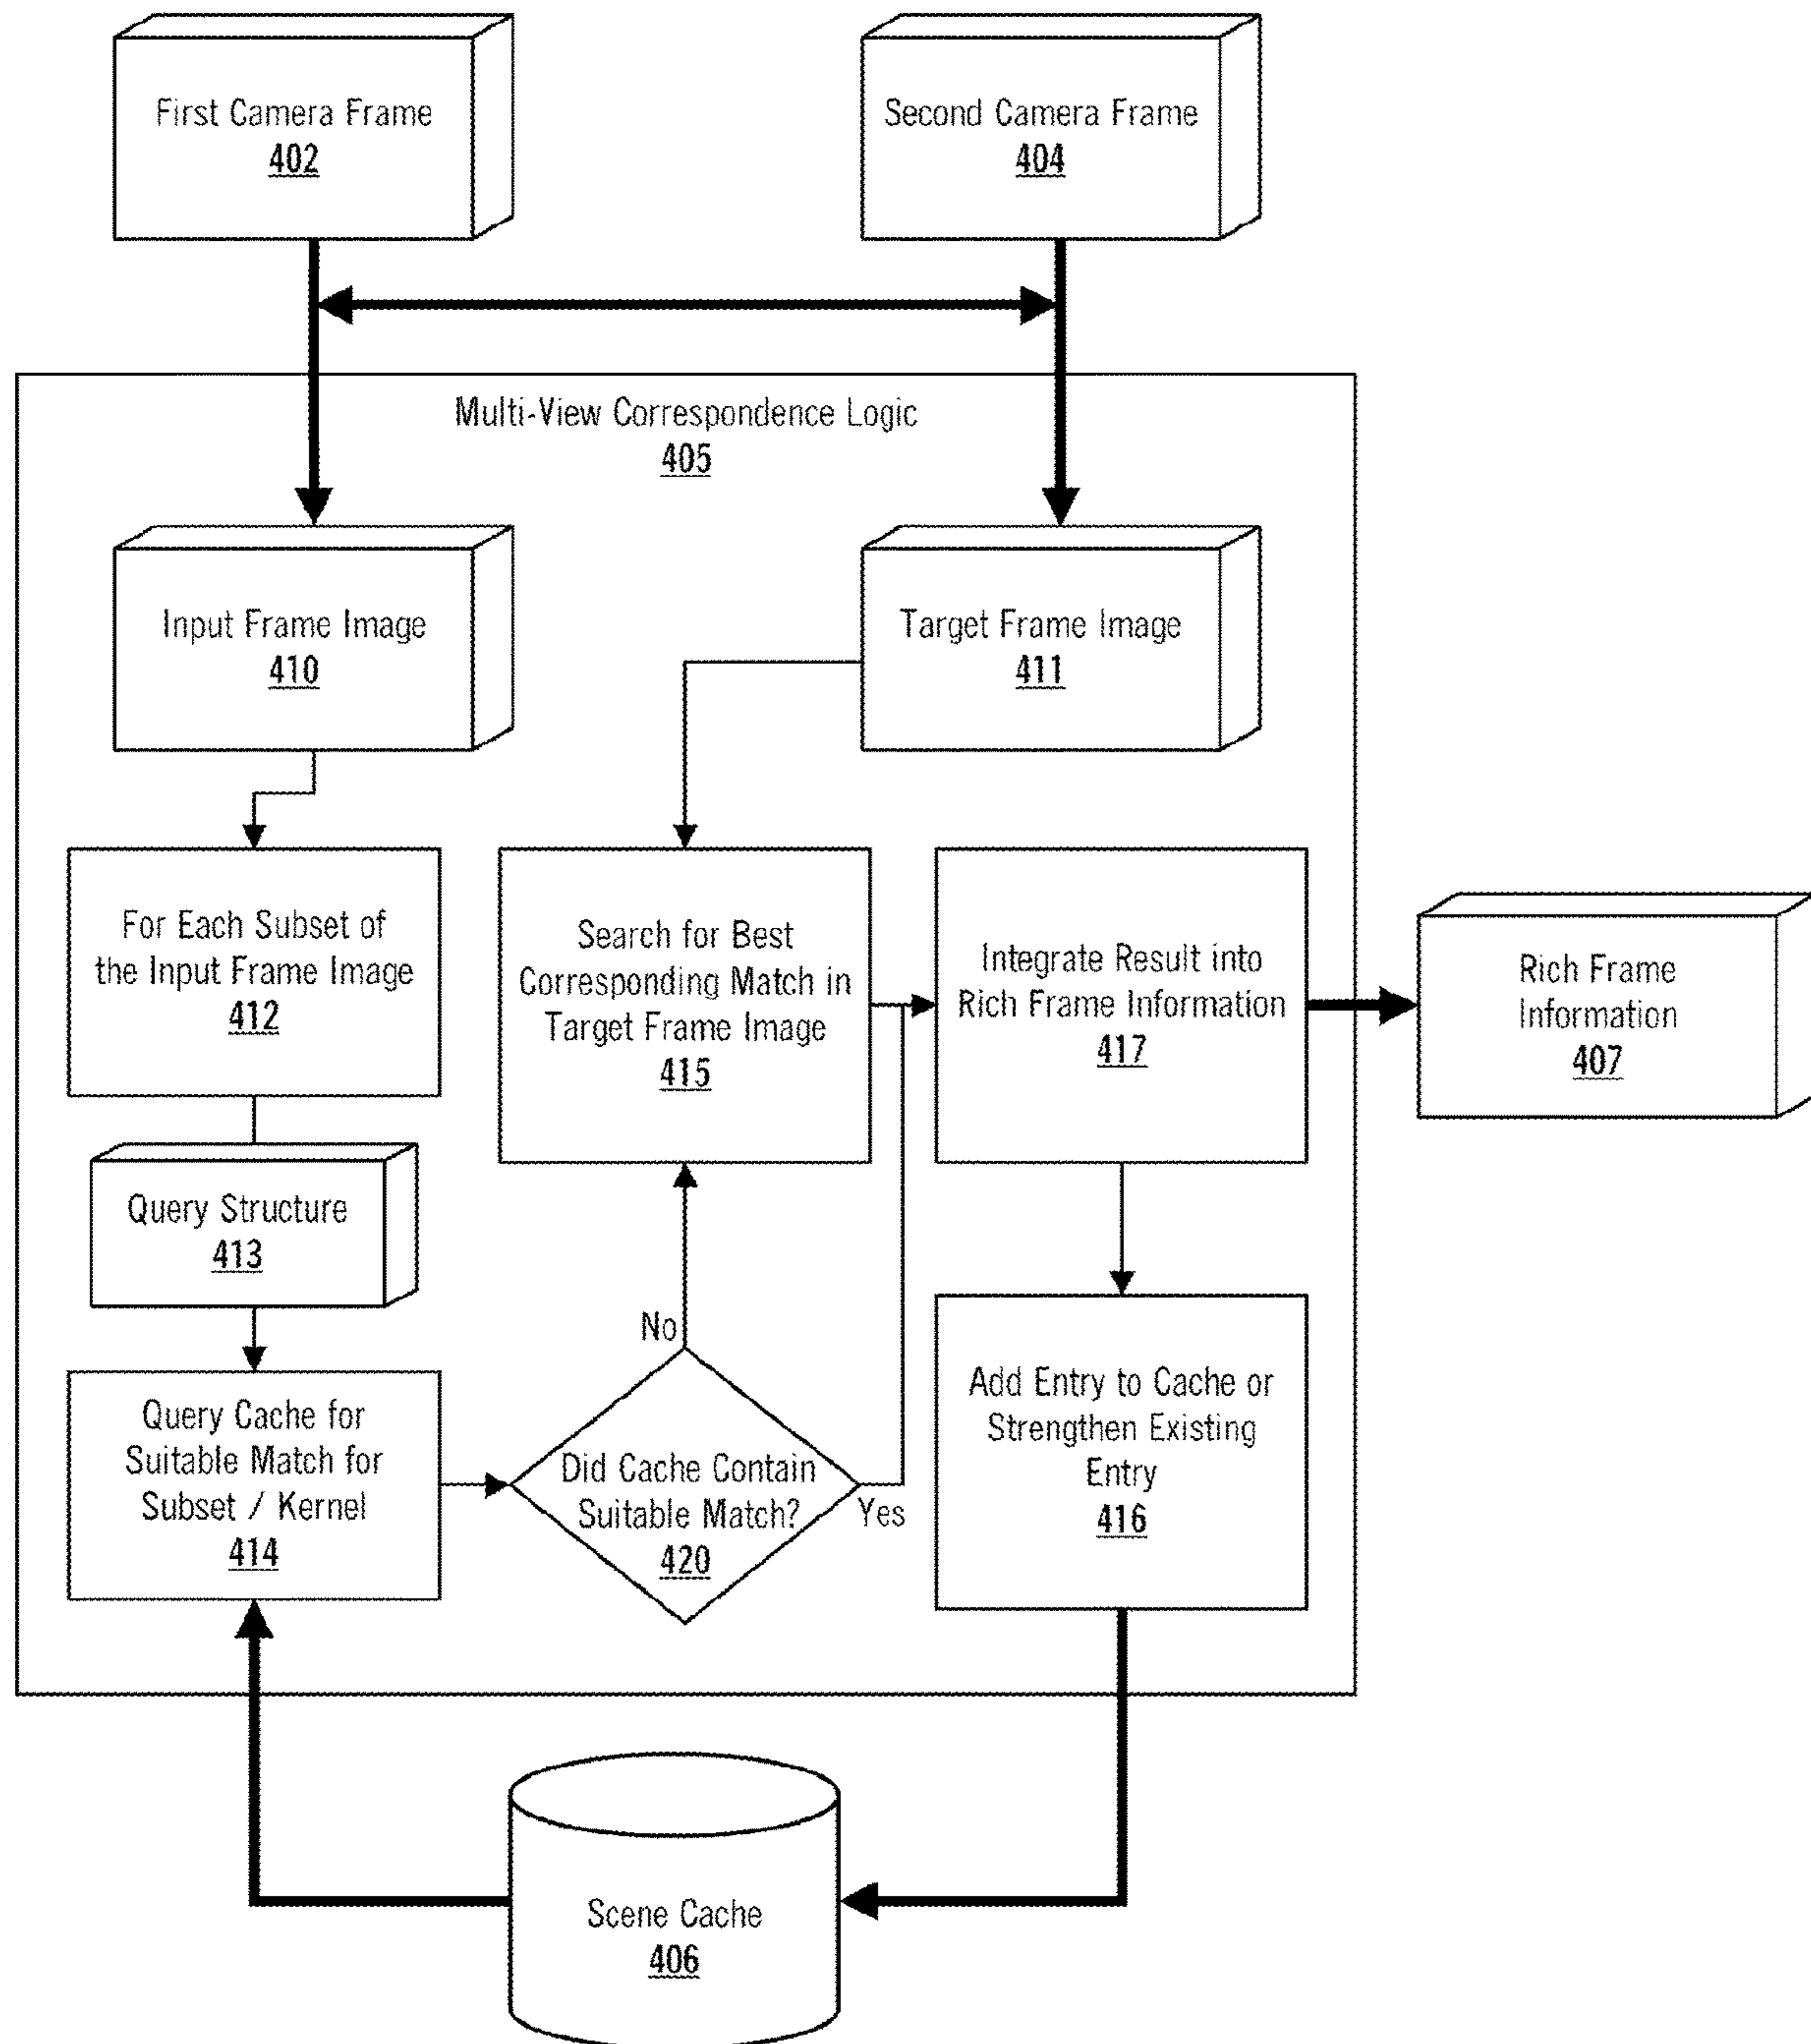 First Camera Frame
402
Second Camera Frame
404
Multi-View Correspondence Logic
405
Input Frame Image
410
Target Frame Image
411
For Each Subset of
the Input Frame Image
412
Search for Best
Corresponding Match in
Target Frame Image
415
Integrate Result into
Rich Frame Information
417
Rich Frame
Information
407
Query Structure
413
No
Query Cache for
Suitable Match for
Subset / Kernel
414
Did Cache Contain
Suitable Match?
420
Yes
Add Entry to Cache or
Strengthen Existing
Entry
416
Scene Cache
406